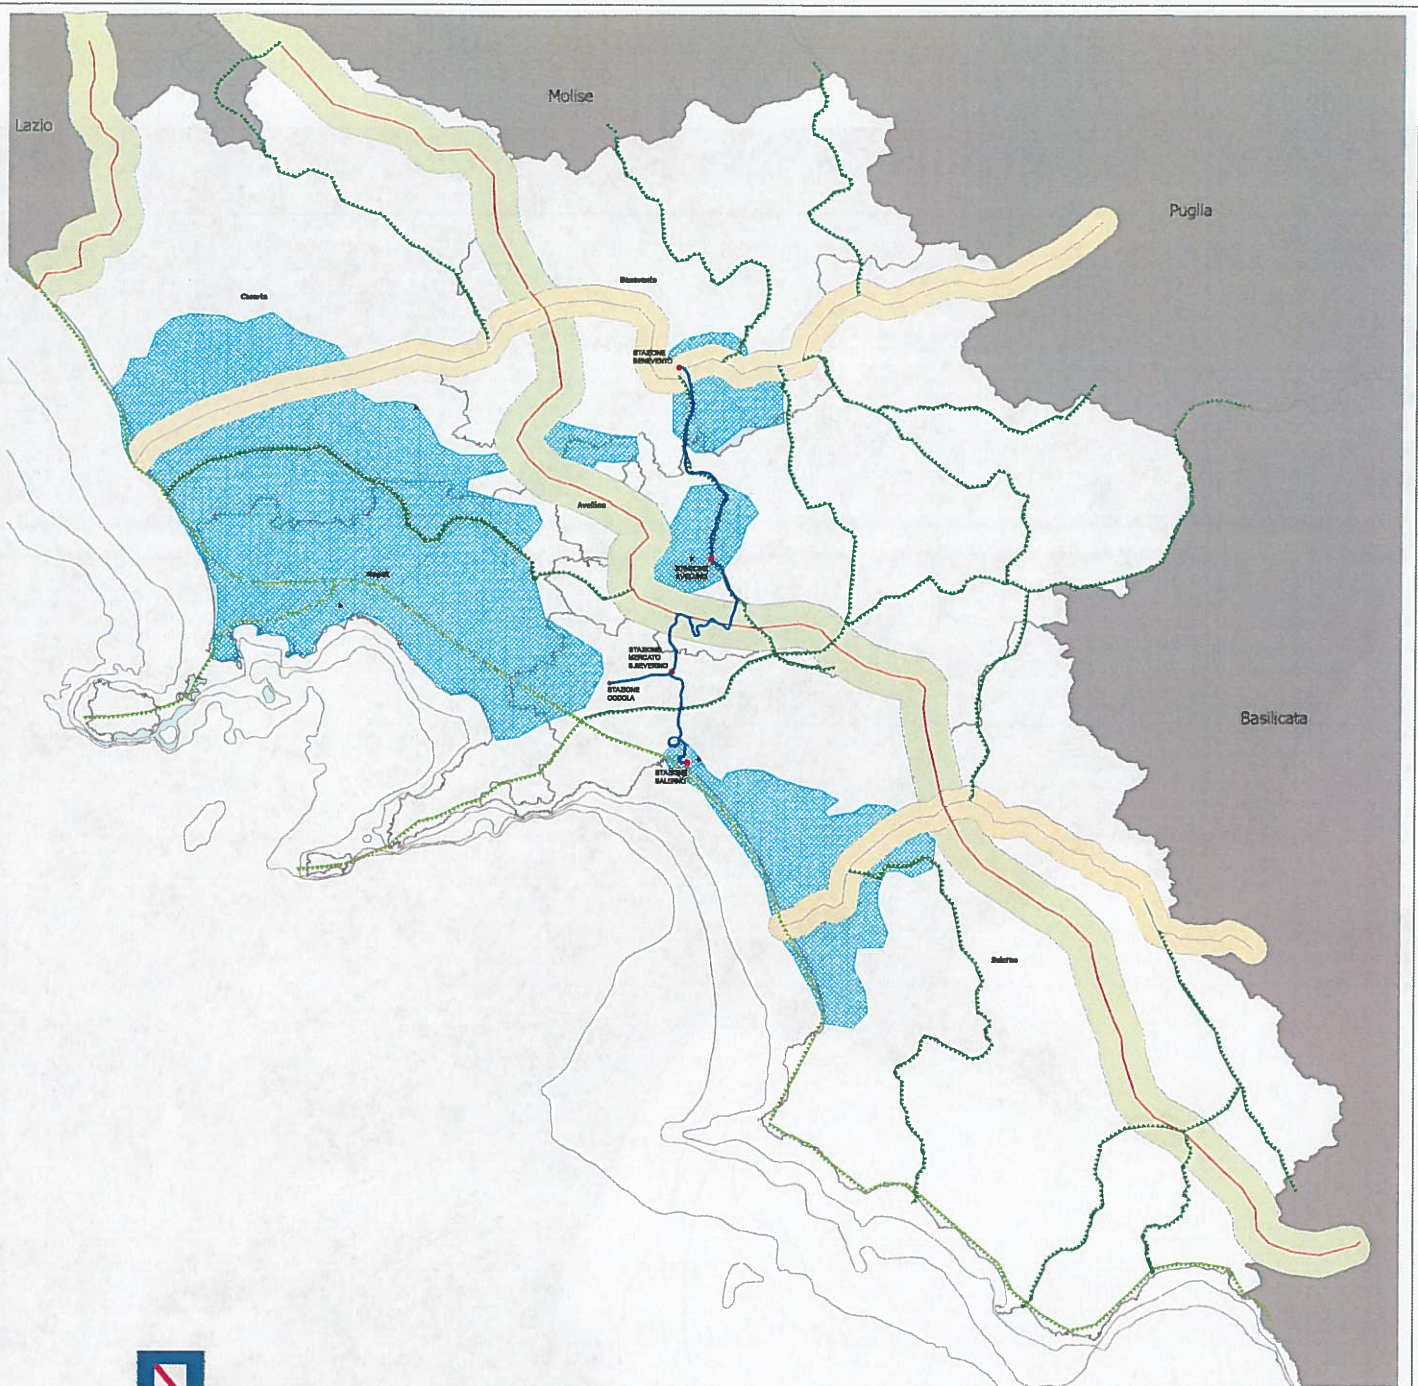 Molise
Lazio
Puglia
Benevento
Caserta
STAZIONE
BENEVENTO
Avellino
STAZIONE
AVELLINO
Napoli
STAZIONE
MERCATO
S.SEVERINO
STAZIONE
CODOLA
Basilicata
STAZIONE
SALERNO
Salerno